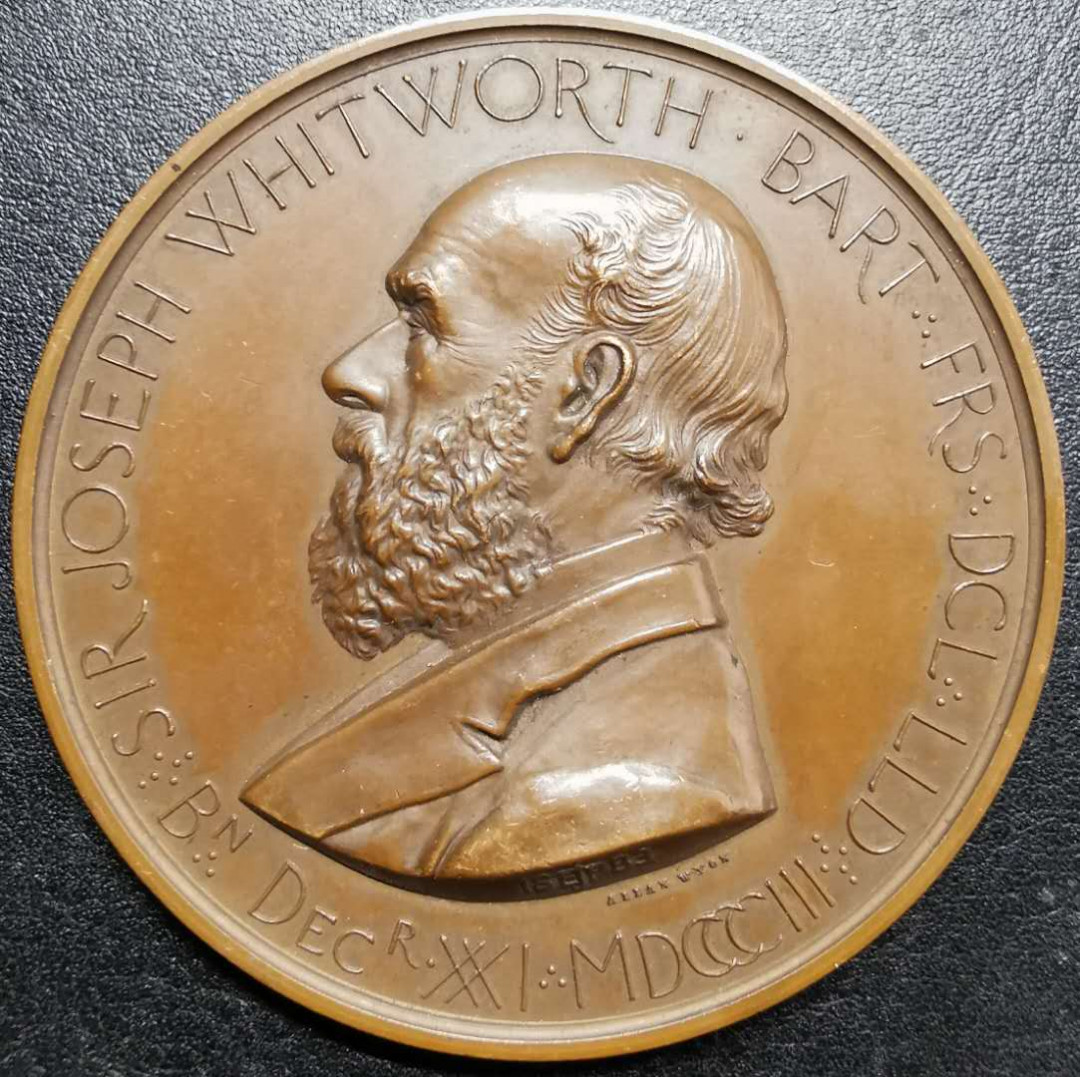 SIR JOSEPH WHITWORTH · BART ∴ FRS ∴ DCL ∴ LLD
BN DECR. XXI ∴ MDCCCIII
ALLAN WYON